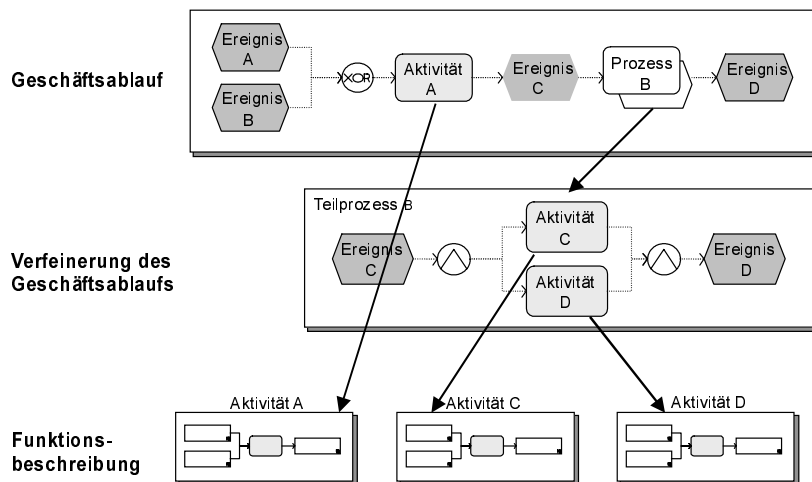 Geschäftsablauf
Ereignis
A
Ereignis
B
XOR
Aktivität
A
Ereignis
C
Prozess
B
Ereignis
D
Verfeinerung des
Geschäftsablaufs
Teilprozess B
Ereignis
C
Aktivität
C
Aktivität
D
Ereignis
D
Funktions-
beschreibung
Aktivität A
Aktivität C
Aktivität D